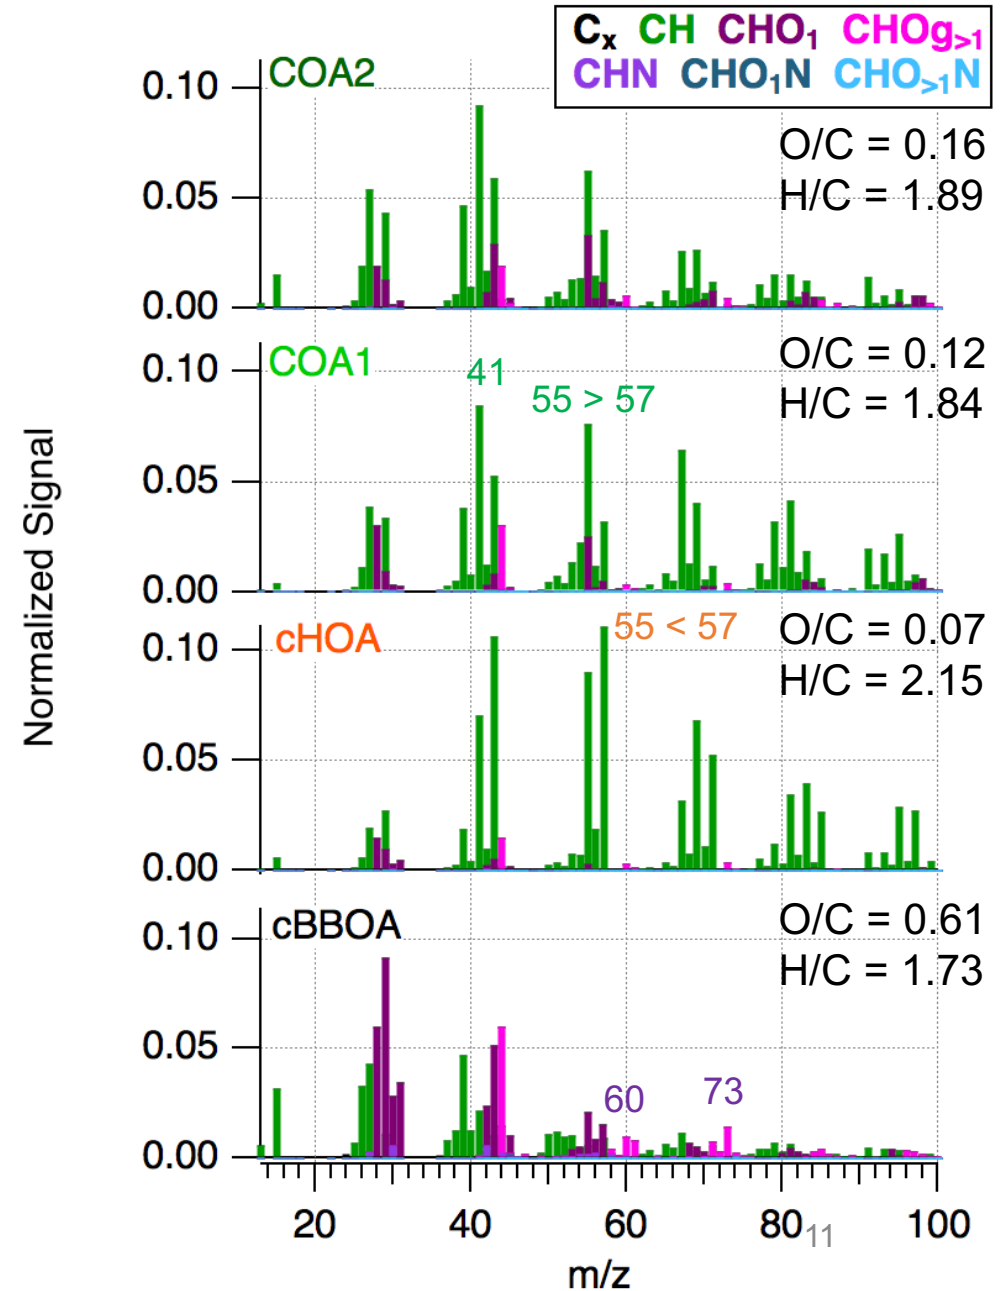 Cx CH CHO1 CHOg>1
CHN CHO1N CHO>1N
COA2
O/C = 0.16
H/C = 1.89
0.10
0.05
0.00
COA1
41
55 > 57
O/C = 0.12
H/C = 1.84
0.10
0.05
0.00
cHOA
55 < 57
O/C = 0.07
H/C = 2.15
0.10
0.05
0.00
cBBOA
60
73
O/C = 0.61
H/C = 1.73
0.10
0.05
0.00
Normalized Signal
20 40 60 80 100
11
m/z